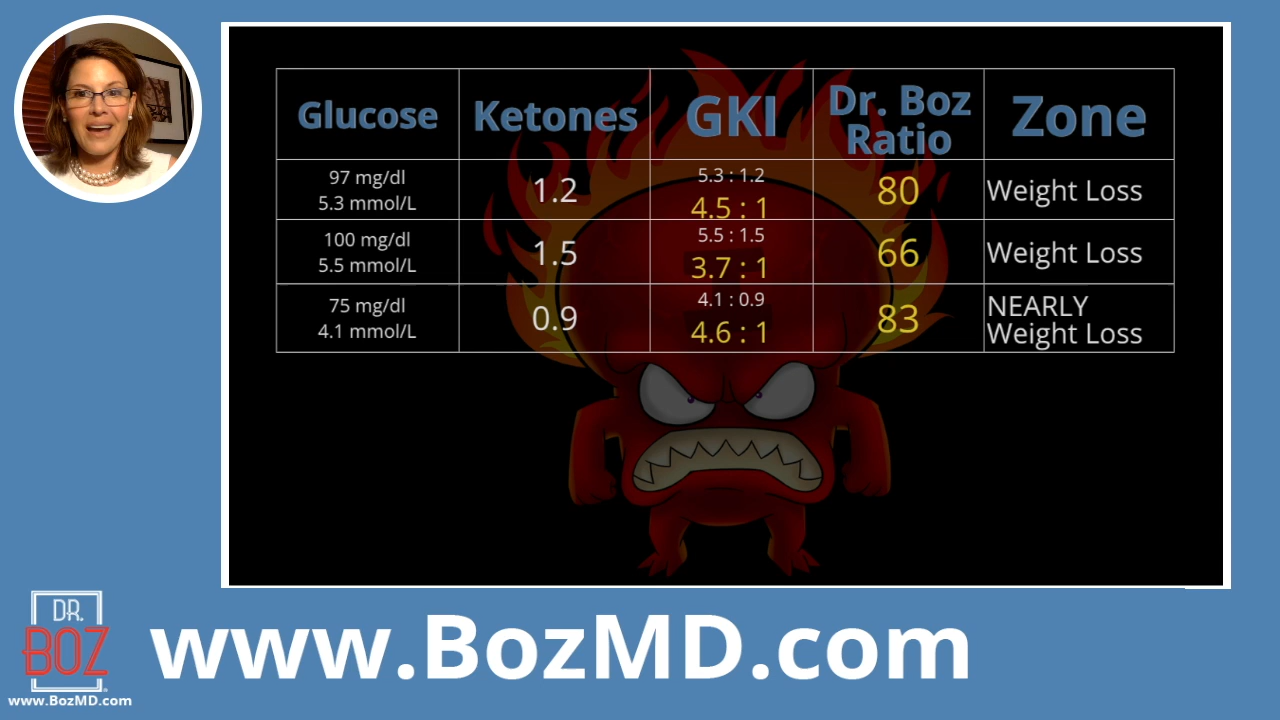 Glucose
Ketones
GKI
Dr. Boz
Ratio
Zone
97 mg/dl
5.3 mmol/L
1.2
5.3 : 1.2
4.5 : 1
80
Weight Loss
100 mg/dl
5.5 mmol/L
1.5
5.5 : 1.5
3.7 : 1
66
Weight Loss
75 mg/dl
4.1 mmol/L
0.9
4.1 : 0.9
4.6 : 1
83
NEARLY
Weight Loss
DR.
BOZ
www.BozMD.com
www.BozMD.com